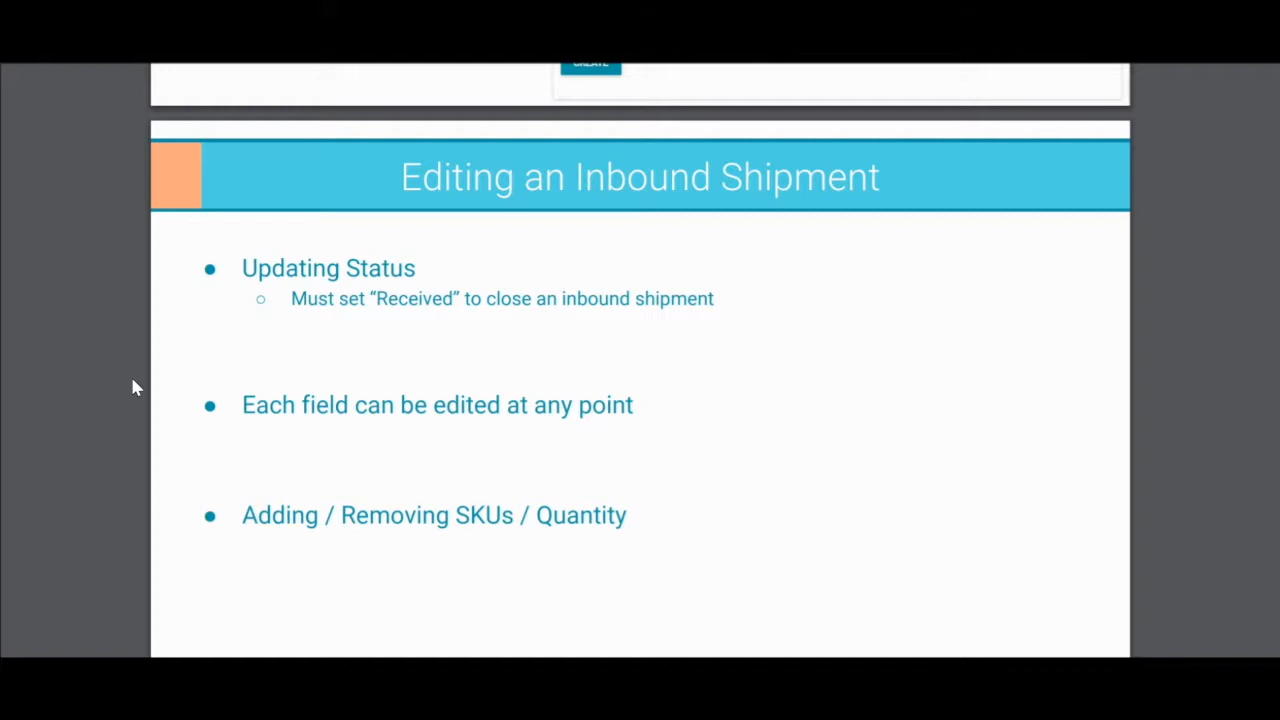 CREATE
Editing an Inbound Shipment
● Updating Status
○ Must set “Received” to close an inbound shipment
● Each field can be edited at any point
● Adding / Removing SKUs / Quantity